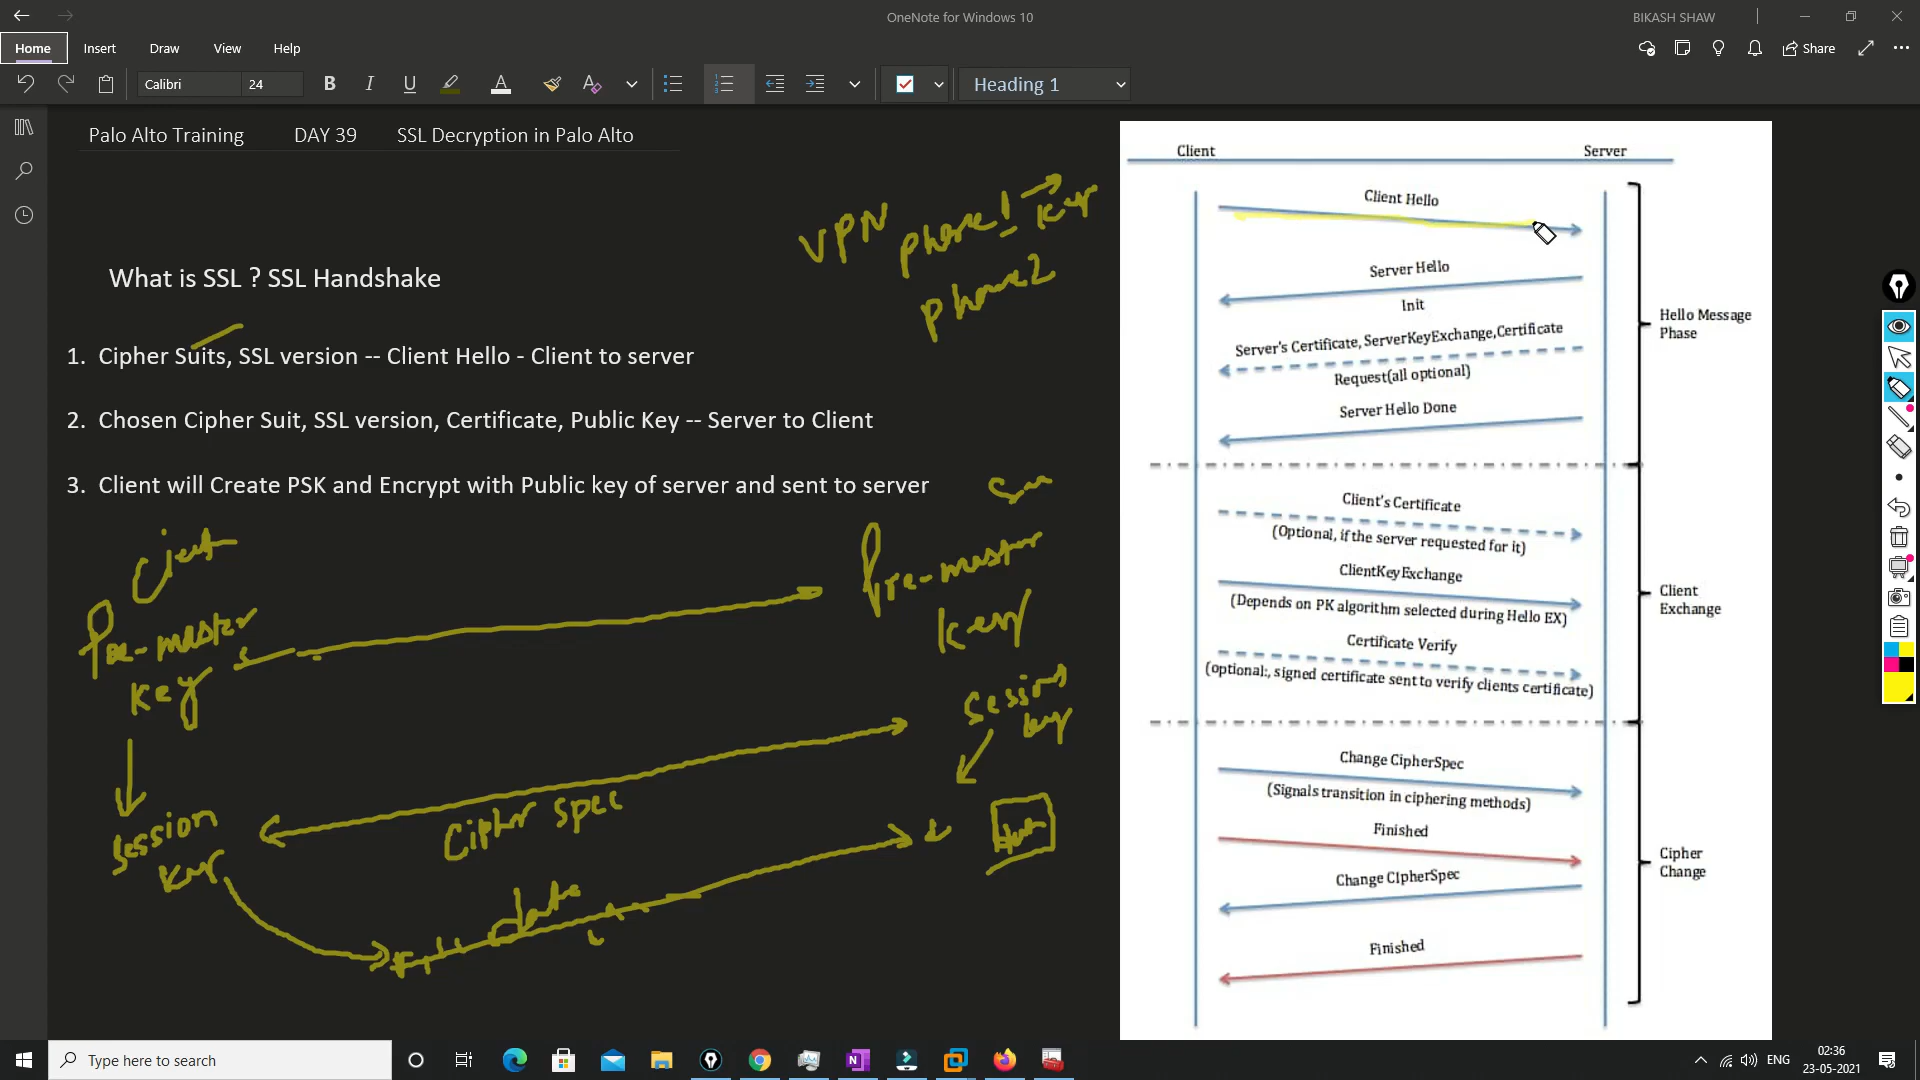 OneNote for Windows 10
BIKASH SHAW
Home Insert Draw View Help
Share
Calibri 24 B I U A Heading 1
Palo Alto Training DAY 39 SSL Decryption in Palo Alto
What is SSL ? SSL Handshake
1. Cipher Suits, SSL version -- Client Hello - Client to server
2. Chosen Cipher Suit, SSL version, Certificate, Public Key -- Server to Client
3. Client will Create PSK and Encrypt with Public key of server and sent to server
VPN phase 1 key
phase 2
Client
Pre-master
key
Pre-master
key
session
key
session
key
Cipher spec
data
Client Server
Client Hello
Server Hello
Init
Server's Certificate, ServerKeyExchange,Certificate
Request(all optional)
Server Hello Done
Hello Message
Phase
Client's Certificate
(Optional, if the server requested for it)
ClientKeyExchange
(Depends on PK algorithm selected during Hello EX)
Certificate Verify
(optional:, signed certificate sent to verify clients certificate)
Client
Exchange
Change CipherSpec
(Signals transition in ciphering methods)
Finished
Change CIpherSpec
Finished
Cipher
Change
Type here to search
ENG
02:36
23-05-2021